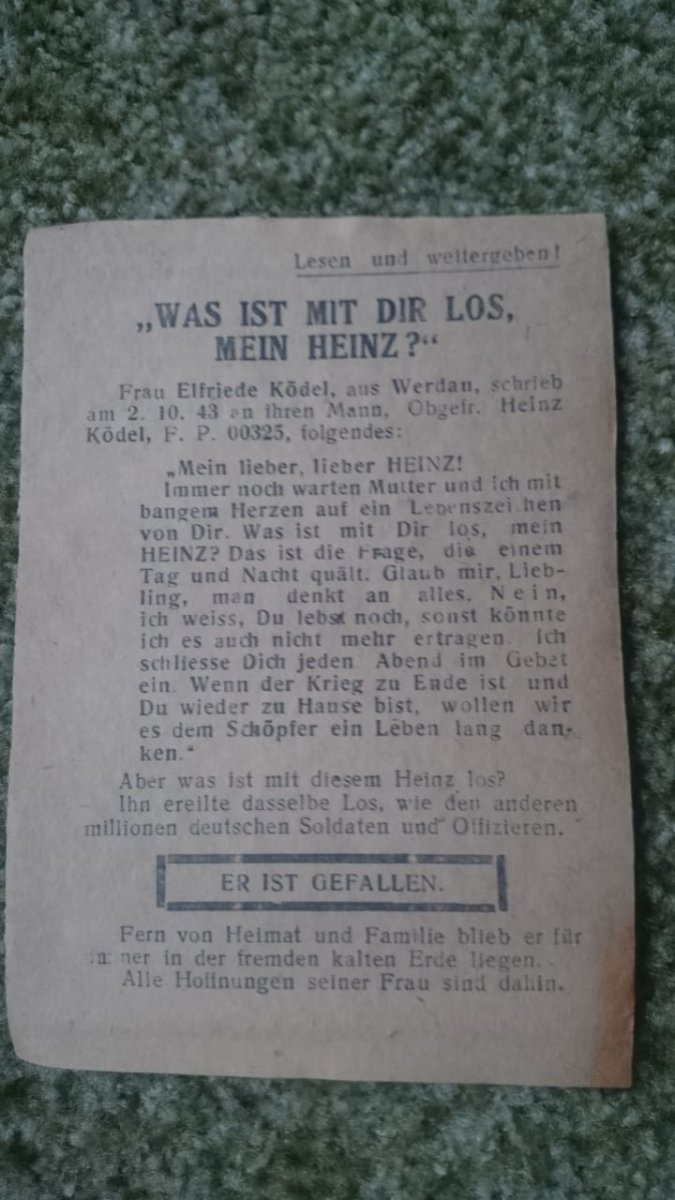 Lesen und weitergeben!
„WAS IST MIT DIR LOS,
MEIN HEINZ?“
Frau Elfriede Ködel, aus Werdau, schrieb
am 2. 10. 43 an ihren Mann, Obgefr. Heinz
Ködel, F. P. 00325, folgendes:
„Mein lieber, lieber HEINZ!
Immer noch warten Mutter und ich mit
bangem Herzen auf ein Lebenszei hen
von Dir. Was ist mit Dir los, mein
HEINZ? Das ist die Frage, die einem
Tag und Nacht quält. Glaub mir, Lieb-
ling, man denkt an alles. Nein,
ich weiss, Du lebst noch, sonst könnte
ich es auch nicht mehr ertragen. Ich
schliesse Dich jeden Abend im Gebet
ein. Wenn der Krieg zu Ende ist und
Du wieder zu Hause bist, wollen wir
es dem Schöpfer ein Leben lang dan-
ken.“
Aber was ist mit diesem Heinz los?
Ihn ereilte dasselbe Los, wie den anderen
millionen deutschen Soldaten und Offizieren.
ER IST GEFALLEN.
Fern von Heimat und Familie blieb er für
im ner in der fremden kalten Erde liegen.
Alle Hoffnungen seiner Frau sind dahin.